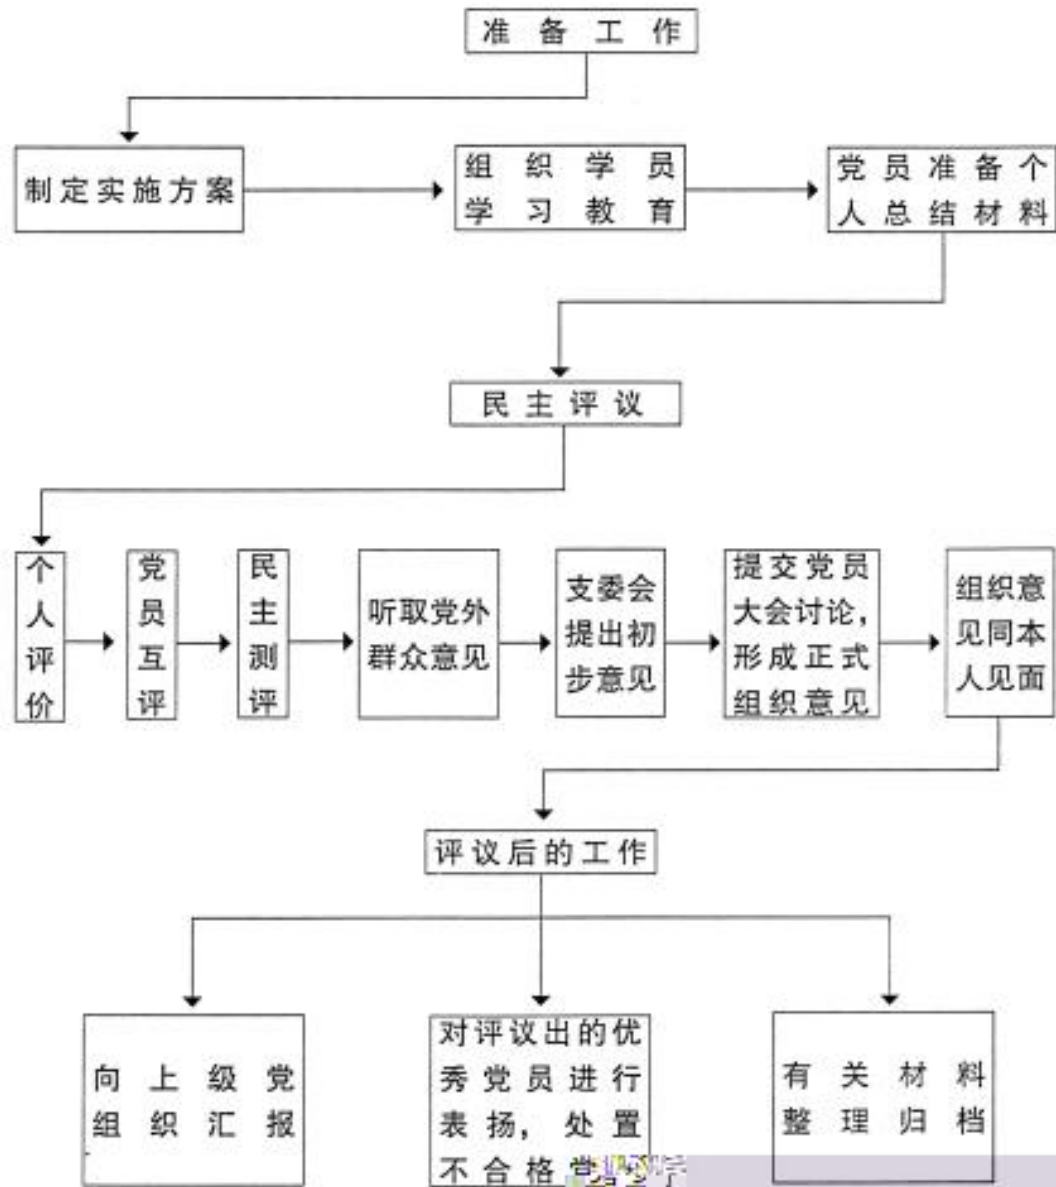 准备工作
制定实施方案
组织学员
学习教育
党员准备个
人总结材料
民主评议
个人评价
党员互评
民主测评
听取党外
群众意见
支委会
提出初
步意见
提交党员
大会讨论,
形成正式
组织意见
组织意
见同本
人见面
评议后的工作
向上级党
组织汇报
对评议出的优
秀党员进行
表扬，处置
不合格党
有关材料
整理归档